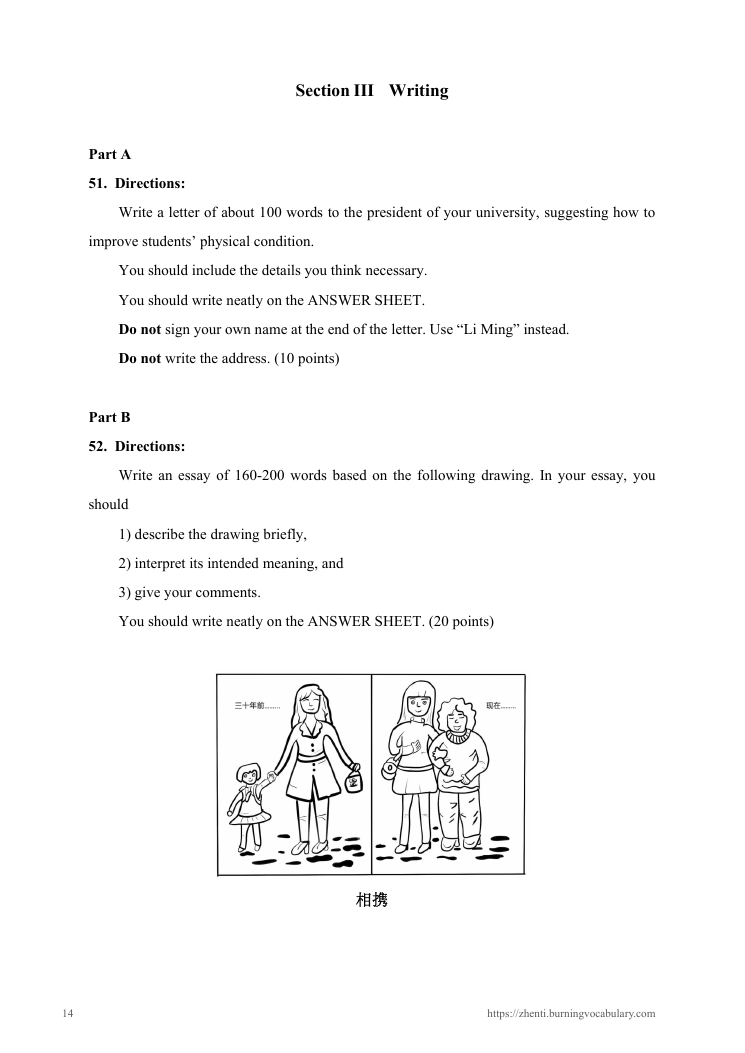 Section III Writing
Part A
51. Directions:
Write a letter of about 100 words to the president of your university, suggesting how to
improve students’ physical condition.
You should include the details you think necessary.
You should write neatly on the ANSWER SHEET.
Do not sign your own name at the end of the letter. Use “Li Ming” instead.
Do not write the address. (10 points)
Part B
52. Directions:
Write an essay of 160-200 words based on the following drawing. In your essay, you
should
1) describe the drawing briefly,
2) interpret its intended meaning, and
3) give your comments.
You should write neatly on the ANSWER SHEET. (20 points)
三十年前........
现在........
相携
14
https://zhenti.burningvocabulary.com